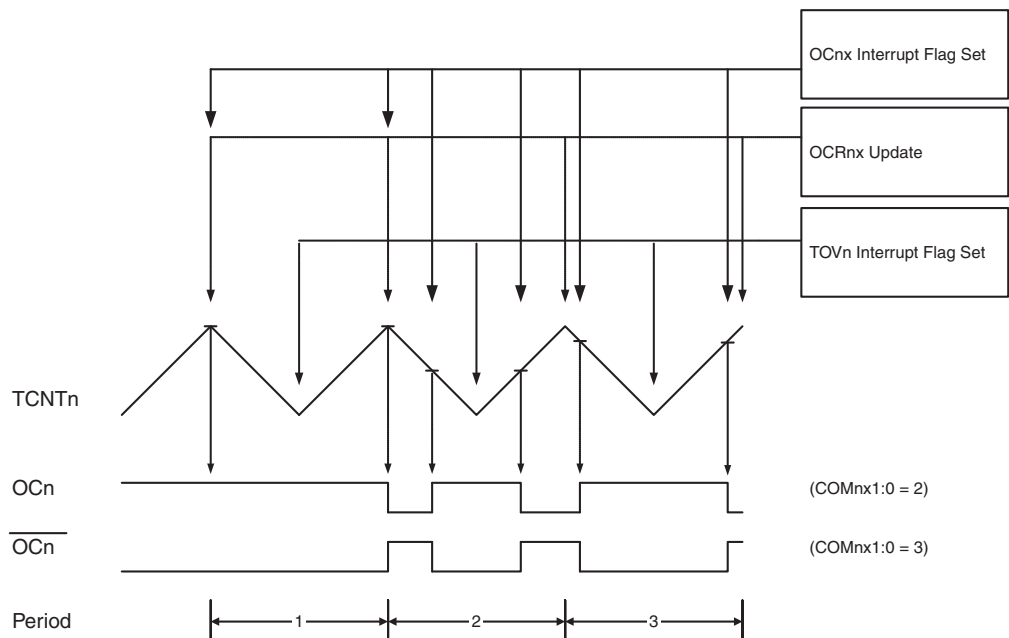 OCnx Interrupt Flag Set
OCRnx Update
TOVn Interrupt Flag Set
TCNTn
OCn
(COMnx1:0 = 2)
OCn
(COMnx1:0 = 3)
Period
1
2
3